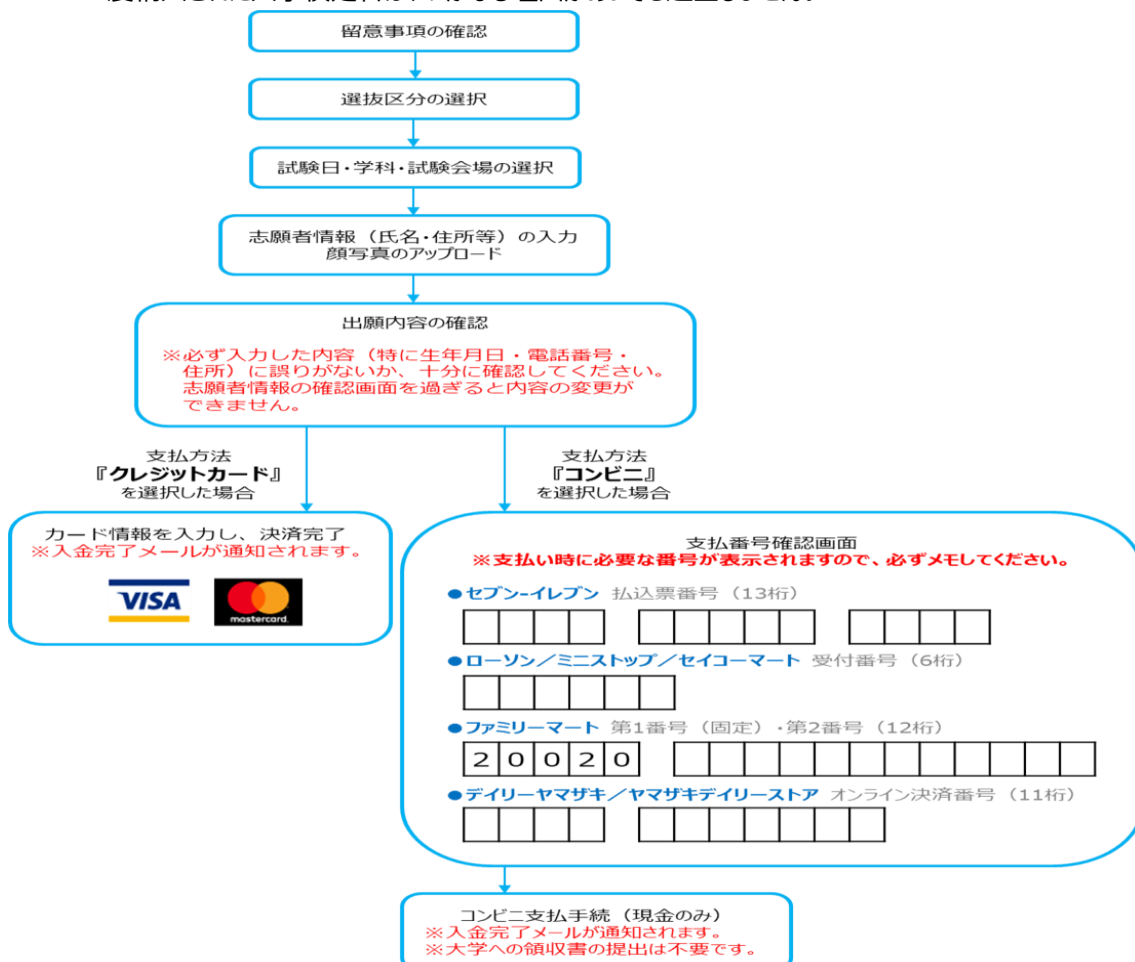 留意事項の確認
選抜区分の選択
試験日・学科・試験会場の選択
志願者情報（氏名・住所等）の入力
顔写真のアップロード
出願内容の確認
※必ず入力した内容（特に生年月日・電話番号・
住所）に誤りがないか、十分に確認してください。
志願者情報の確認画面を過ぎると内容の変更が
できません。
支払方法
『クレジットカード』
を選択した場合
支払方法
『コンビニ』
を選択した場合
カード情報を入力し、決済完了
※入金完了メールが通知されます。
VISA
mastercard.
支払番号確認画面
※支払い時に必要な番号が表示されますので、必ずメモしてください。
●セブン-イレブン 払込票番号（13桁）
●ローソン／ミニストップ／セイコーマート 受付番号（6桁）
●ファミリーマート 第1番号（固定）・第2番号（12桁）
20020
●デイリーヤマザキ／ヤマザキデイリーストア オンライン決済番号（11桁）
コンビニ支払手続（現金のみ）
※入金完了メールが通知されます。
※大学への領収書の提出は不要です。